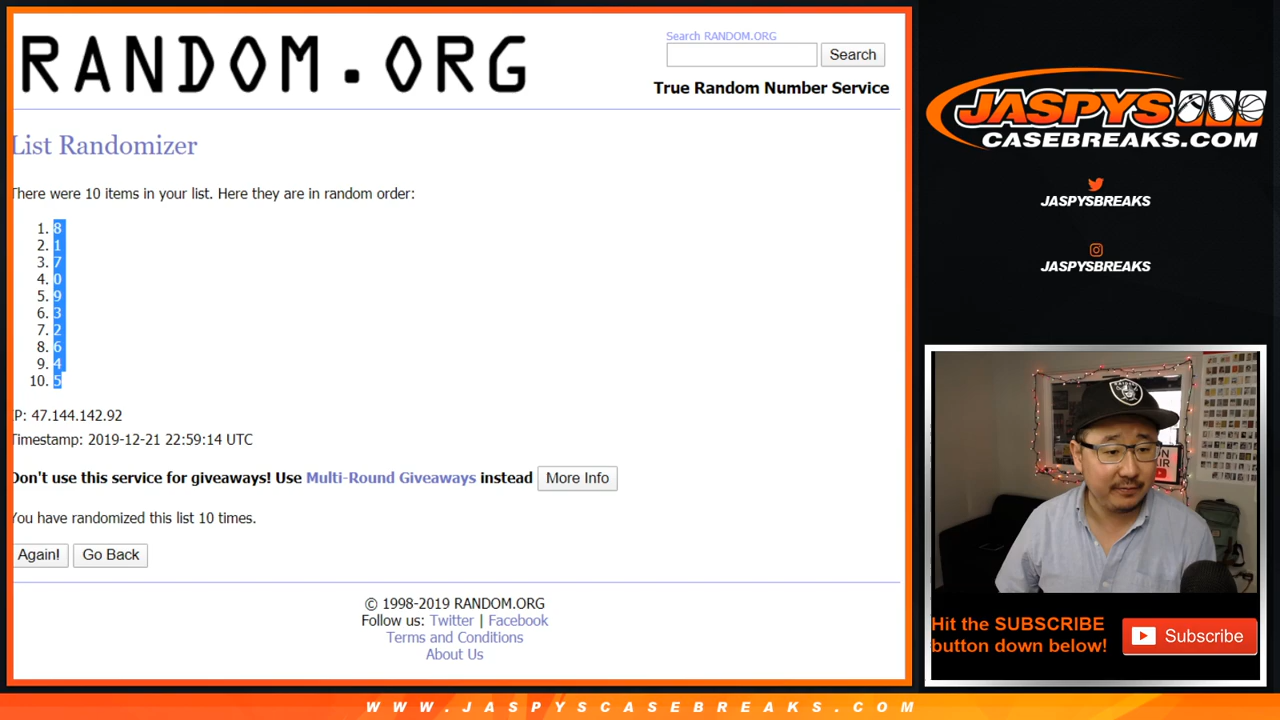 RANDOM.ORG
Search RANDOM.ORG
Search
True Random Number Service
List Randomizer
There were 10 items in your list. Here they are in random order:
1. 8
2. 1
3. 7
4. 0
5. 9
6. 3
7. 2
8. 6
9. 4
10. 5
IP: 47.144.142.92
Timestamp: 2019-12-21 22:59:14 UTC
Don't use this service for giveaways! Use Multi-Round Giveaways instead More Info
You have randomized this list 10 times.
Again! Go Back
© 1998-2019 RANDOM.ORG
Follow us: Twitter | Facebook
Terms and Conditions
About Us
JASPYS
CASEBREAKS.COM
JASPYSBREAKS
JASPYSBREAKS
RAIDERS
ON
AIR
Hit the SUBSCRIBE
button down below!
Subscribe
WWW.JASPYSCASEBREAKS.COM